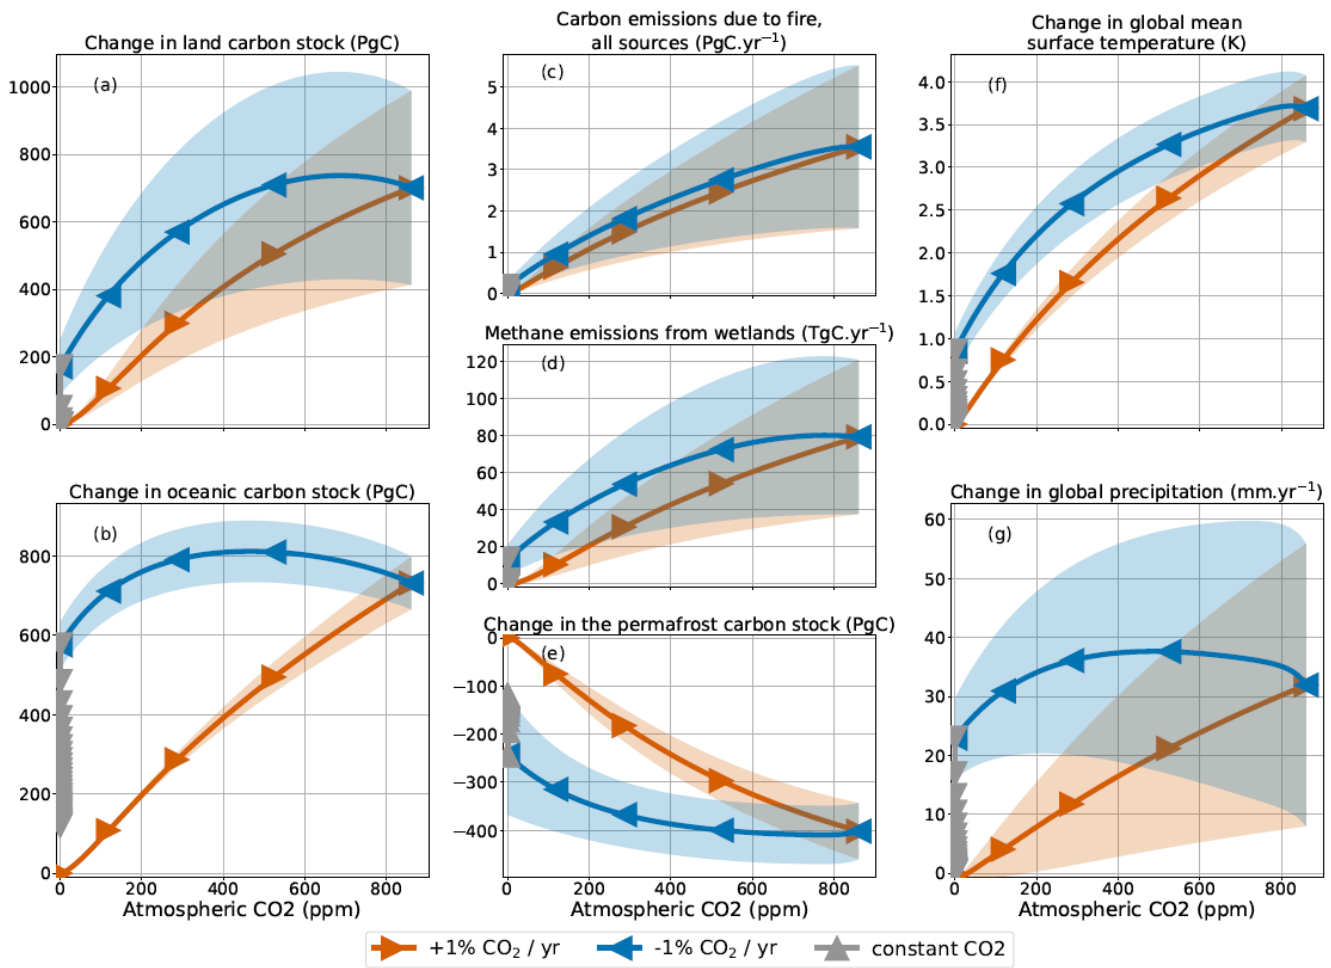 Change in land carbon stock (PgC)
(a)
1000
800
600
400
200
0
Change in oceanic carbon stock (PgC)
(b)
800
600
400
200
0
0 200 400 600 800
Atmospheric CO2 (ppm)
Carbon emissions due to fire,
all sources (PgC.yr⁻¹)
(c)
5
4
3
2
1
0
Methane emissions from wetlands (TgC.yr⁻¹)
(d)
120
100
80
60
40
20
0
Change in the permafrost carbon stock (PgC)
(e)
0
−100
−200
−300
−400
0 200 400 600 800
Atmospheric CO2 (ppm)
Change in global mean
surface temperature (K)
(f)
4.0
3.5
3.0
2.5
2.0
1.5
1.0
0.5
0.0
Change in global precipitation (mm.yr⁻¹)
(g)
60
50
40
30
20
10
0
0 200 400 600 800
Atmospheric CO2 (ppm)
+1% CO₂ / yr -1% CO₂ / yr constant CO2